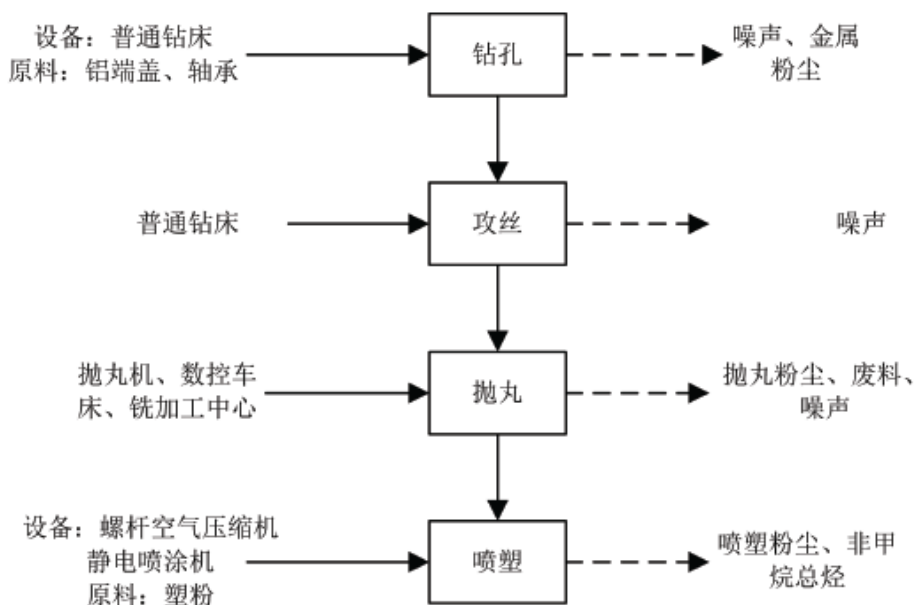 设备：普通钻床
原料：铝端盖、轴承
钻孔
噪声、金属
粉尘
普通钻床
攻丝
噪声
抛丸机、数控车
床、铣加工中心
抛丸
抛丸粉尘、废料、
噪声
设备：螺杆空气压缩机
静电喷涂机
原料：塑粉
喷塑
喷塑粉尘、非甲
烷总烃